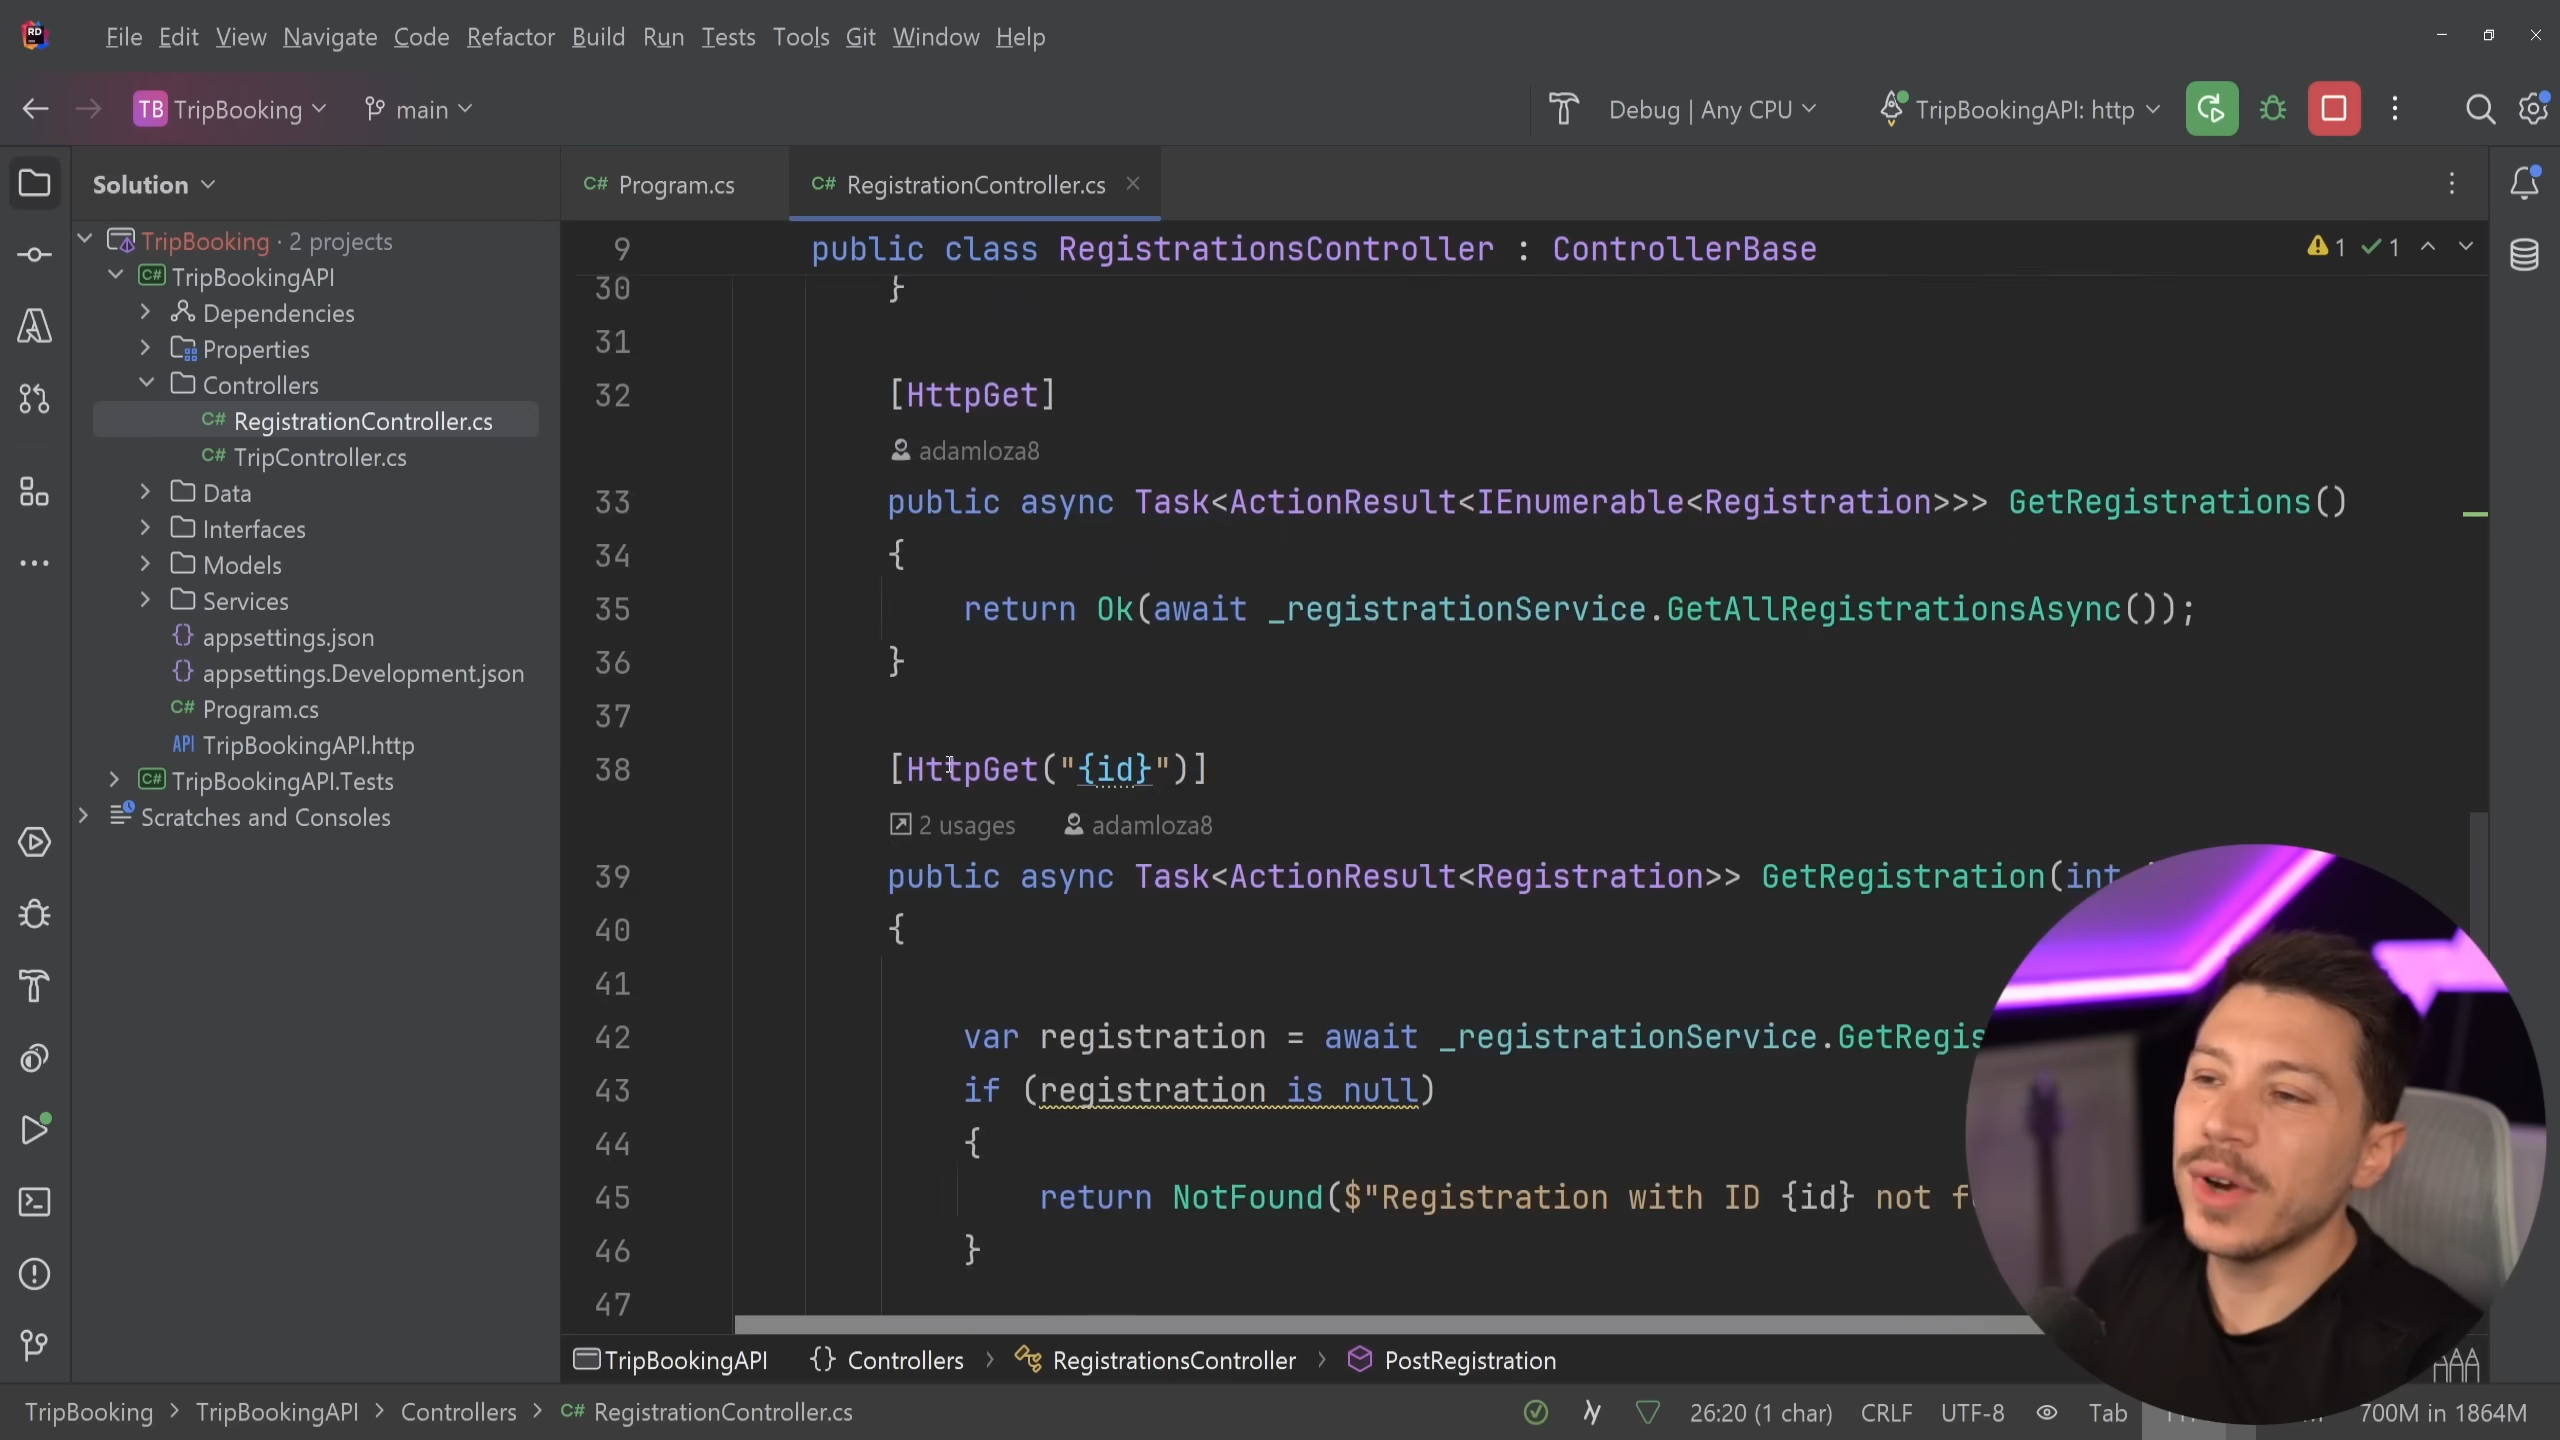 RD File Edit View Navigate Code Refactor Build Run Tests Tools Git Window Help
TB TripBooking main Debug | Any CPU TripBookingAPI: http
Solution
TripBooking · 2 projects
TripBookingAPI
Dependencies
Properties
Controllers
C# RegistrationController.cs
C# TripController.cs
Data
Interfaces
Models
Services
{} appsettings.json
{} appsettings.Development.json
C# Program.cs
API TripBookingAPI.http
C# TripBookingAPI.Tests
Scratches and Consoles
C# Program.cs C# RegistrationController.cs
9 public class RegistrationsController : ControllerBase 1 1
30 }
31
32 [HttpGet]
adamloza8
33 public async Task<ActionResult<IEnumerable<Registration>>> GetRegistrations()
34 {
35 return Ok(await _registrationService.GetAllRegistrationsAsync());
36 }
37
38 [HttpGet("{id}")]
2 usages adamloza8
39 public async Task<ActionResult<Registration>> GetRegistration(int
40 {
41
42 var registration = await _registrationService.GetRegis
43 if (registration is null)
44 {
45 return NotFound($"Registration with ID {id} not f
46 }
47
TripBookingAPI {} Controllers > RegistrationsController > PostRegistration
TripBooking > TripBookingAPI > Controllers > C# RegistrationController.cs 26:20 (1 char) CRLF UTF-8 Tab 700M in 1864M